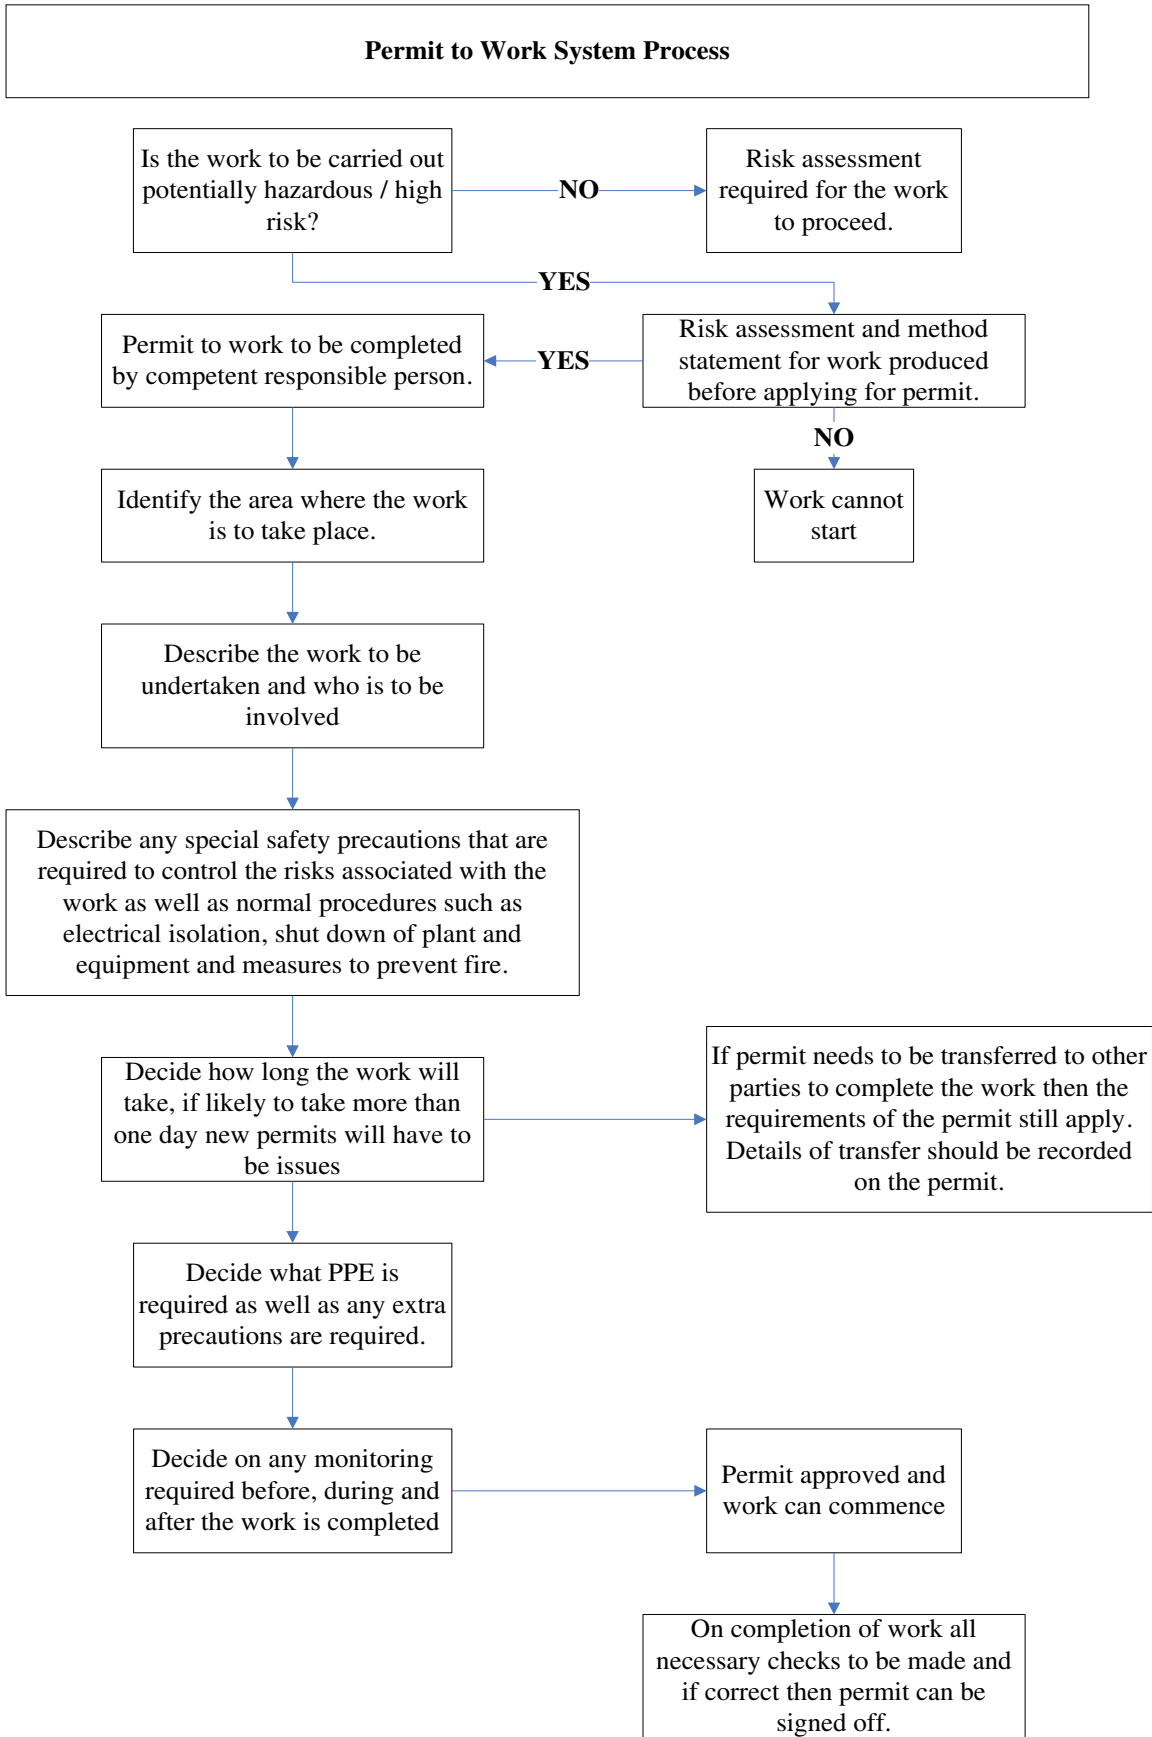 Permit to Work System Process
Is the work to be carried out
potentially hazardous / high
risk?
NO
Risk assessment
required for the work
to proceed.
YES
Permit to work to be completed
by competent responsible person.
YES
Risk assessment and method
statement for work produced
before applying for permit.
NO
Identify the area where the work
is to take place.
Work cannot
start
Describe the work to be
undertaken and who is to be
involved
Describe any special safety precautions that are
required to control the risks associated with the
work as well as normal procedures such as
electrical isolation, shut down of plant and
equipment and measures to prevent fire.
Decide how long the work will
take, if likely to take more than
one day new permits will have to
be issues
If permit needs to be transferred to other
parties to complete the work then the
requirements of the permit still apply.
Details of transfer should be recorded
on the permit.
Decide what PPE is
required as well as any extra
precautions are required.
Decide on any monitoring
required before, during and
after the work is completed
Permit approved and
work can commence
On completion of work all
necessary checks to be made and
if correct then permit can be
signed off.